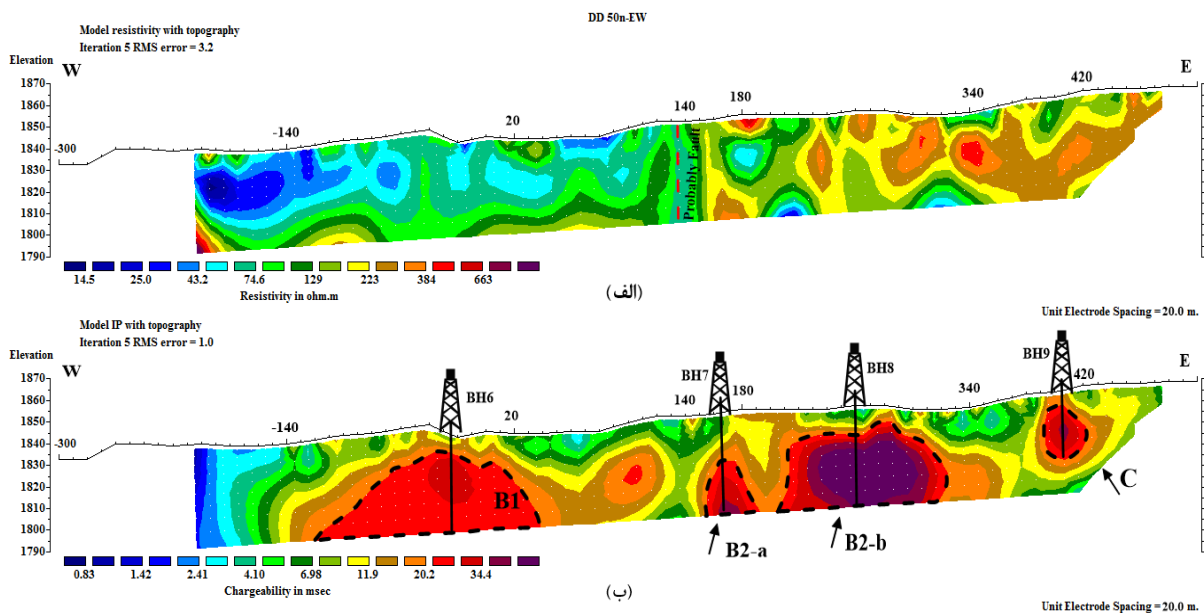 DD 50n-EW
Model resistivity with topography
Iteration 5 RMS error = 3.2
Elevation
W
E
1870
1860
1850
1840
1830
1820
1810
1800
1790
-300
-140
20
140
180
340
420
Probably Fault
14.5 25.0 43.2 74.6 129 223 384 663
Resistivity in ohm.m
(الف)
Unit Electrode Spacing = 20.0 m.
Model IP with topography
Iteration 5 RMS error = 1.0
Elevation
W
E
1870
1860
1850
1840
1830
1820
1810
1800
1790
-300
-140
BH6
20
140
BH7
180
BH8
340
BH9
420
B1
B2-a
B2-b
C
0.83 1.42 2.41 4.10 6.98 11.9 20.2 34.4
Chargeability in msec
(ب)
Unit Electrode Spacing = 20.0 m.